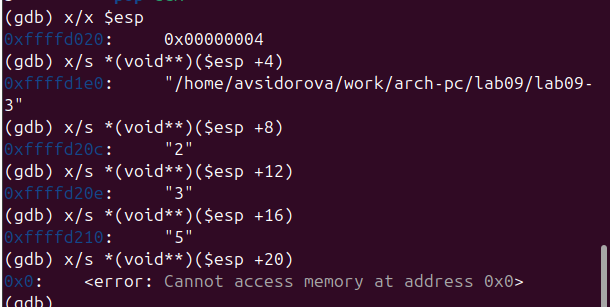 (gdb) x/x $esp
0xffffd020: 0x00000004
(gdb) x/s *(void**)($esp +4)
0xffffd1e0: "/home/avsidorova/work/arch-pc/lab09/lab09-
3"
(gdb) x/s *(void**)($esp +8)
0xffffd20c: "2"
(gdb) x/s *(void**)($esp +12)
0xffffd20e: "3"
(gdb) x/s *(void**)($esp +16)
0xffffd210: "5"
(gdb) x/s *(void**)($esp +20)
0x0: <error: Cannot access memory at address 0x0>
(gdb)